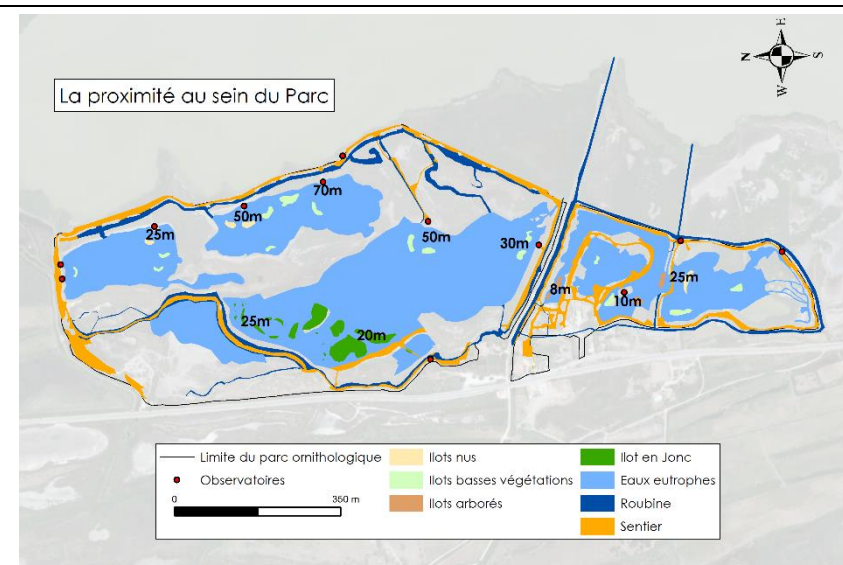 La proximité au sein du Parc
E
N
S
W
70m
50m
25m
50m
30m
25m
8m
10m
25m
20m
Limite du parc ornithologique
Observatoires
0
350 m
Ilots nus
Ilots basses végétations
Ilots arborés
Ilot en Jonc
Eaux eutrophes
Roubine
Sentier